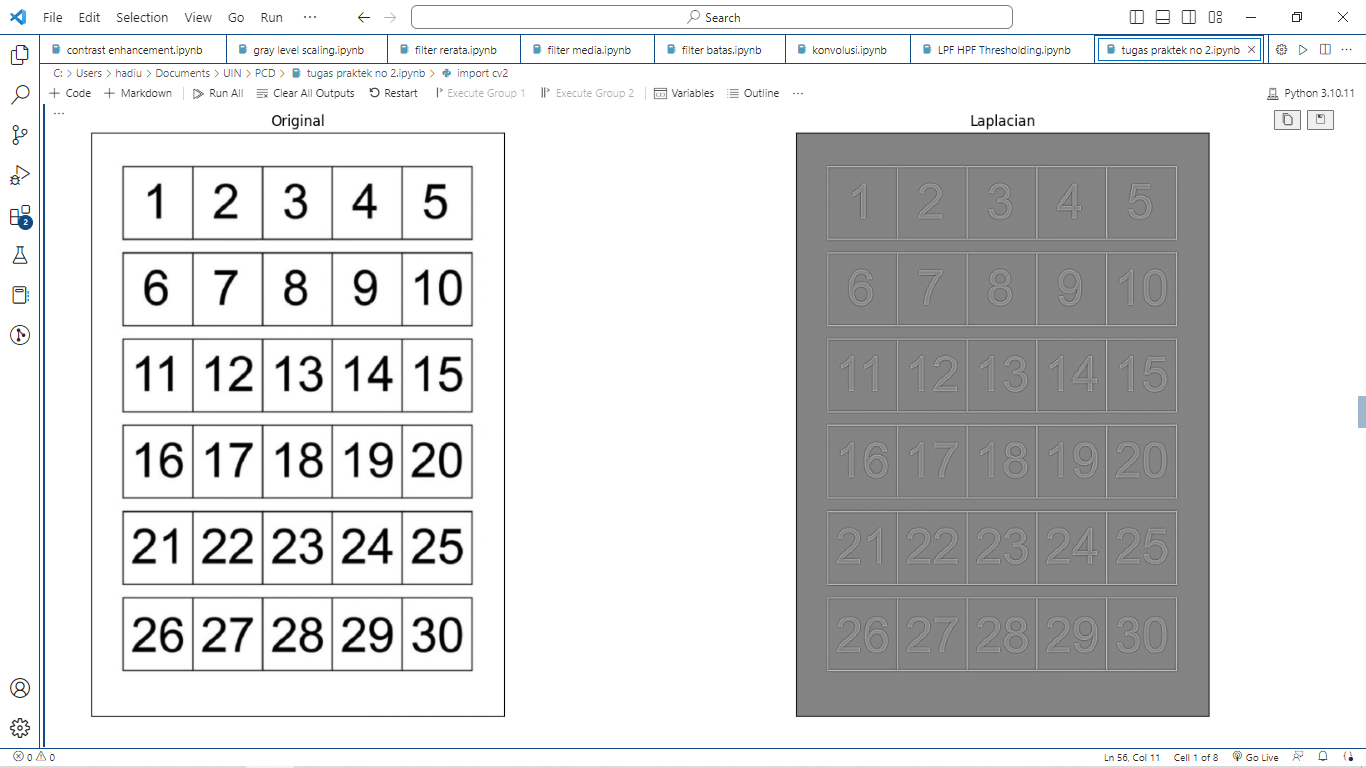 File Edit Selection View Go Run ··· Search
contrast enhancement.ipynb gray level scaling.ipynb filter rerata.ipynb filter media.ipynb filter batas.ipynb konvolusi.ipynb LPF HPF Thresholding.ipynb tugas praktek no 2.ipynb
C: > Users > hadiu > Documents > UIN > PCD > tugas praktek no 2.ipynb > import cv2
+ Code + Markdown Run All Clear All Outputs Restart Execute Group 1 Execute Group 2 Variables Outline ··· Python 3.10.11
Original
1 2 3 4 5
6 7 8 9 10
11 12 13 14 15
16 17 18 19 20
21 22 23 24 25
26 27 28 29 30
Laplacian
1 2 3 4 5
6 7 8 9 10
11 12 13 14 15
16 17 18 19 20
21 22 23 24 25
26 27 28 29 30
2
0 0 Ln 56, Col 11 Cell 1 of 8 Go Live